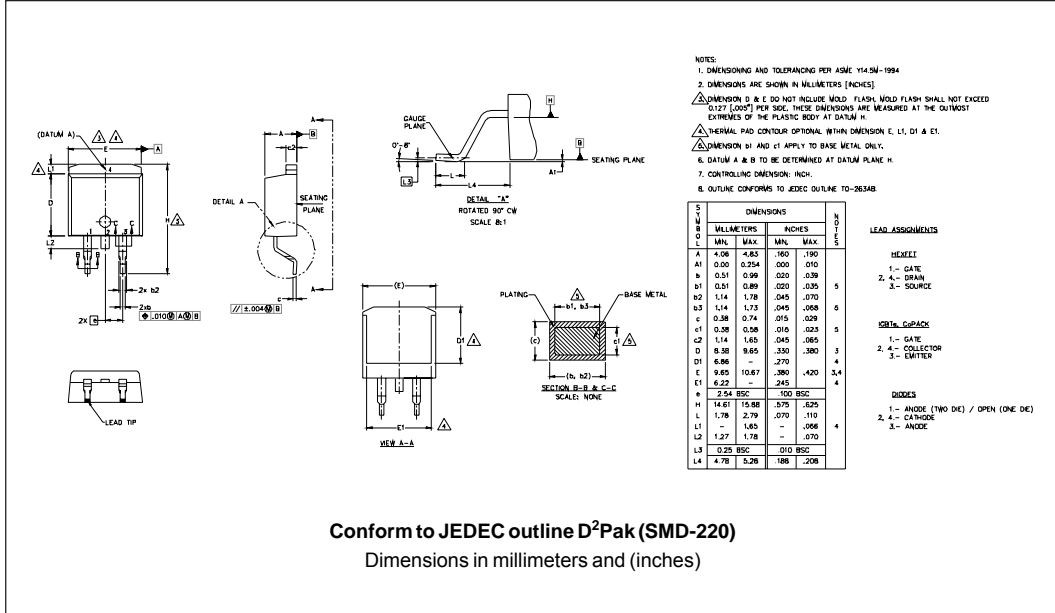 NOTES:
1. DIMENSIONING AND TOLERANCING PER ASME Y14.5M-1994
2. DIMENSIONS ARE SHOWN IN MILLIMETERS [INCHES].
3 DIMENSION D & E DO NOT INCLUDE MOLD FLASH. MOLD FLASH SHALL NOT EXCEED
0.127 [.005"] PER SIDE. THESE DIMENSIONS ARE MEASURED AT THE OUTMOST
EXTREMES OF THE PLASTIC BODY AT DATUM H.
4 THERMAL PAD CONTOUR OPTIONAL WITHIN DIMENSION E, L1, D1 & E1.
5 DIMENSION b1 AND c1 APPLY TO BASE METAL ONLY.
6. DATUM A & B TO BE DETERMINED AT DATUM PLANE H.
7. CONTROLLING DIMENSION: INCH.
8. OUTLINE CONFORMS TO JEDEC OUTLINE TO-263AB.
(DATUM A)
3 4
E
A
4 L1
D
L2
H 3
1 2 3
4
C C
B B
2x b2
2xb
2x e
.010 M A M B
LEAD TIP
A B
c2
A
DETAIL A
SEATING
PLANE
c
A
// ±.004 M B
GAUGE
PLANE
0°-8°
L3
L
L4
H
B
SEATING PLANE
A1
DETAIL "A"
ROTATED 90° CW
SCALE 8:1
(E)
D1 4
E1 4
VIEW A-A
PLATING
5
b1, b3
BASE METAL
(c)
c1 5
(b, b2)
SECTION B-B & C-C
SCALE: NONE
SYMBOL DIMENSIONS NOTES
MILLIMETERS INCHES
MIN. MAX. MIN. MAX.
A 4.06 4.83 .160 .190
A1 0.00 0.254 .000 .010
b 0.51 0.99 .020 .039
b1 0.51 0.89 .020 .035 5
b2 1.14 1.78 .045 .070
b3 1.14 1.73 .045 .068 5
c 0.38 0.74 .015 .029
c1 0.38 0.58 .015 .023 5
c2 1.14 1.65 .045 .065
D 8.38 9.65 .330 .380 3
D1 6.86 - .270 4
E 9.65 10.67 .380 .420 3,4
E1 6.22 - .245 4
e 2.54 BSC .100 BSC
H 14.61 15.88 .575 .625
L 1.78 2.79 .070 .110
L1 - 1.65 - .066 4
L2 1.27 1.78 - .070
L3 0.25 BSC .010 BSC
L4 4.78 5.28 .188 .208
LEAD ASSIGNMENTS
HEXFET
1.- GATE
2, 4.- DRAIN
3.- SOURCE
IGBTs, CoPACK
1.- GATE
2, 4.- COLLECTOR
3.- EMITTER
DIODES
1.- ANODE (TWO DIE) / OPEN (ONE DIE)
2, 4.- CATHODE
3.- ANODE
Conform to JEDEC outline D²Pak (SMD-220)
Dimensions in millimeters and (inches)